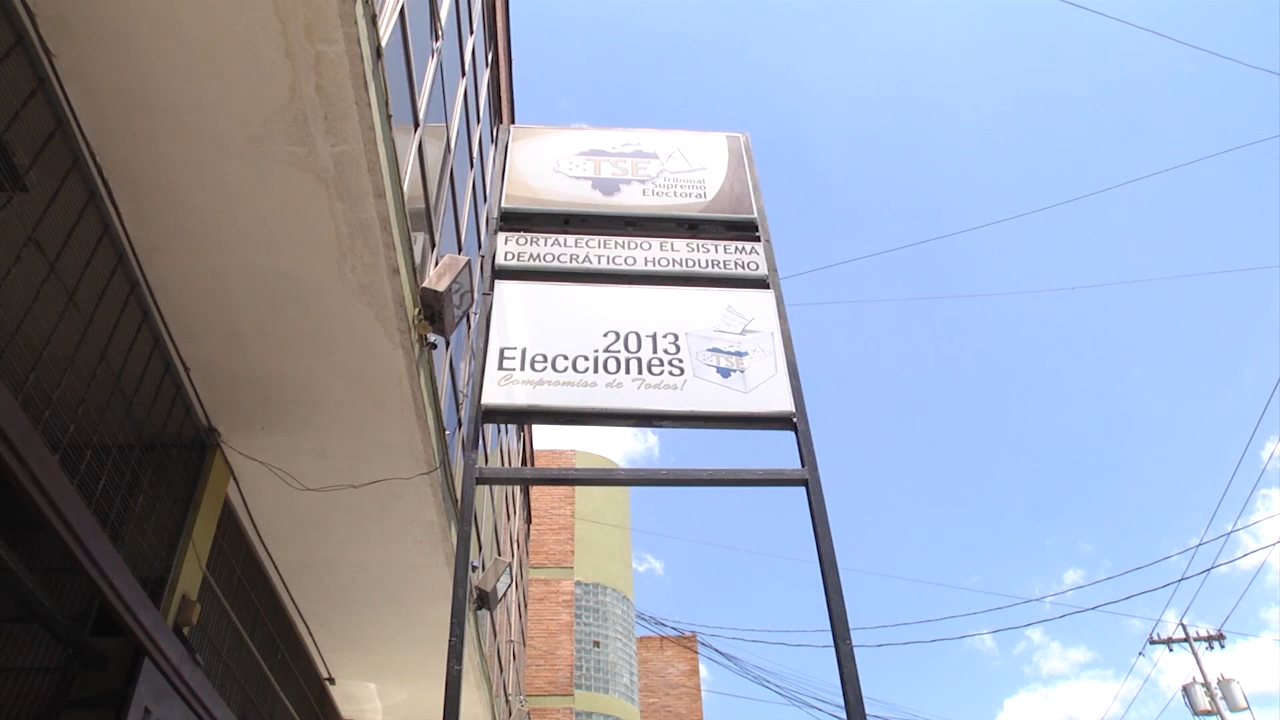 TSE
Tribunal
Supremo
Electoral
FORTALECIENDO EL SISTEMA
DEMOCRÁTICO HONDUREÑO
2013
Elecciones
Compromiso de Todos!
TSE